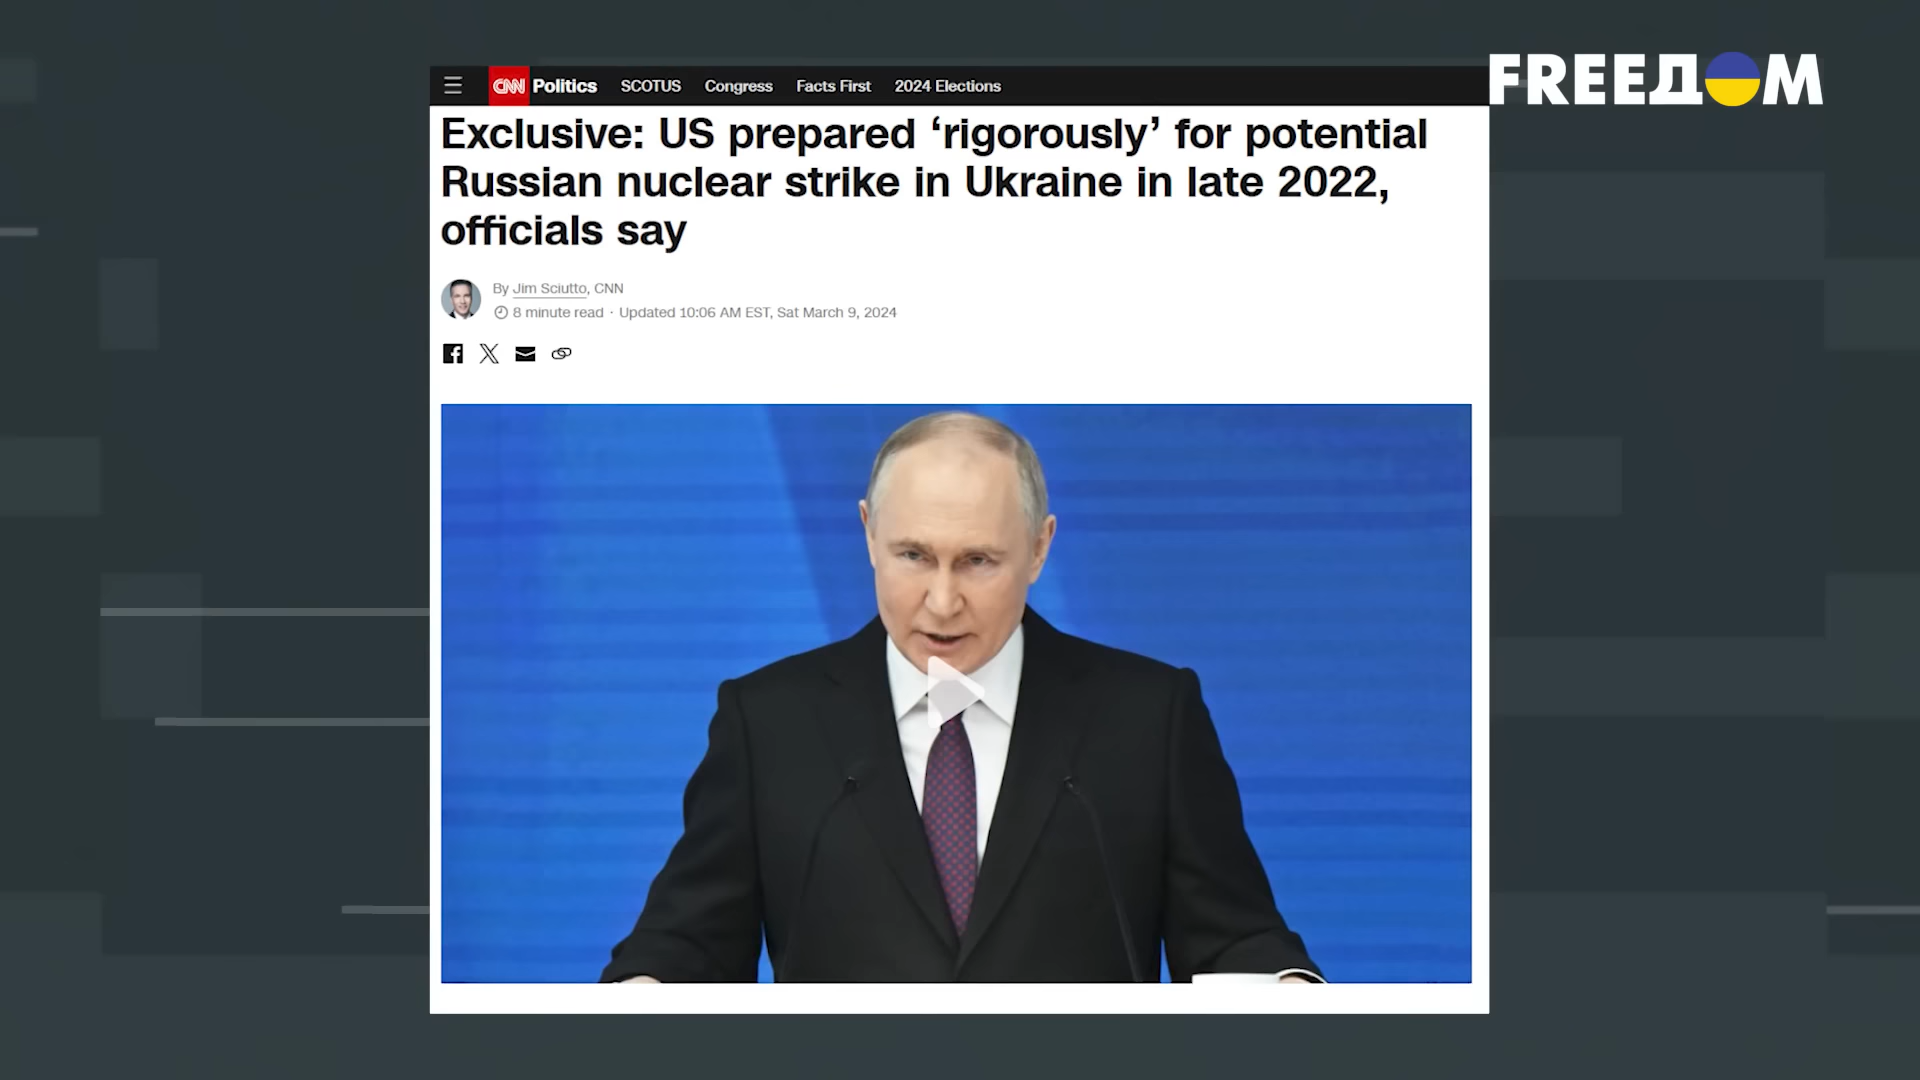 FREEДOM
CNN Politics SCOTUS Congress Facts First 2024 Elections
Exclusive: US prepared ‘rigorously’ for potential
Russian nuclear strike in Ukraine in late 2022,
officials say
By Jim Sciutto, CNN
8 minute read · Updated 10:06 AM EST, Sat March 9, 2024